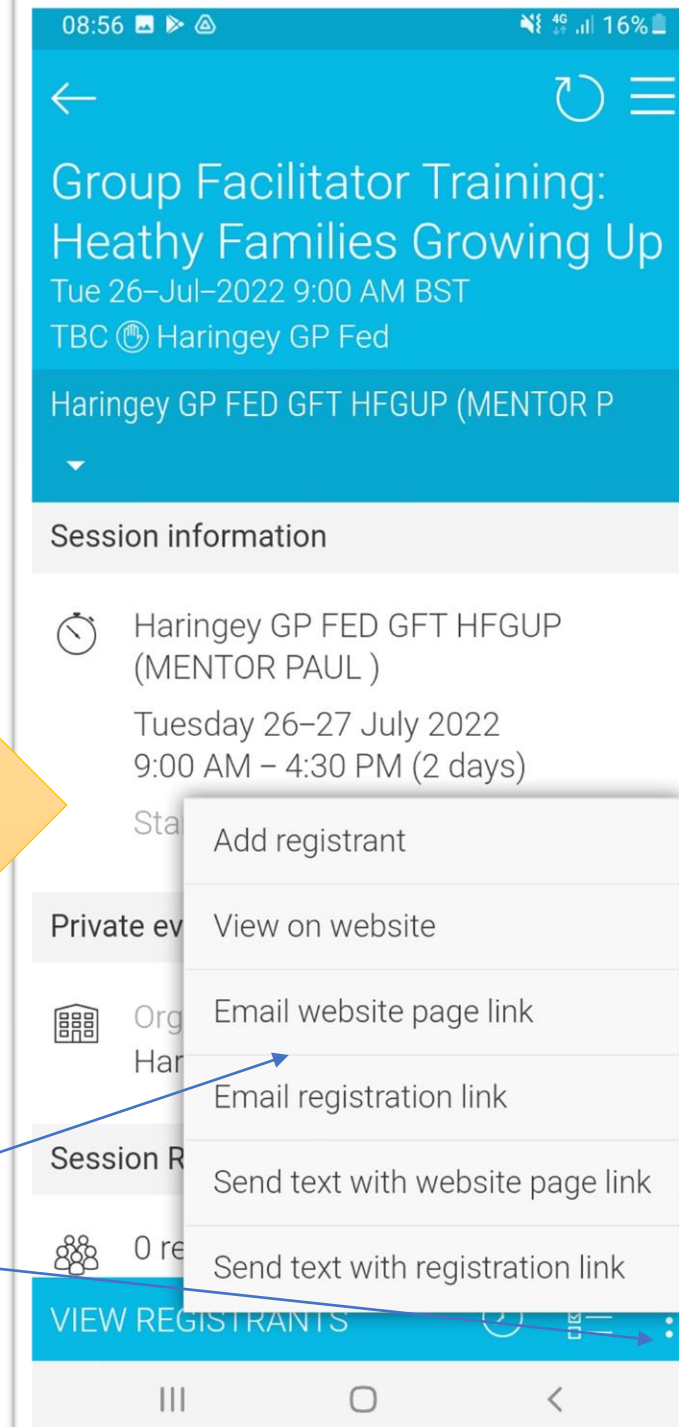 08:56
4G
16%
Group Facilitator Training:
Heathy Families Growing Up
Tue 26–Jul–2022 9:00 AM BST
TBC Haringey GP Fed
Haringey GP FED GFT HFGUP (MENTOR P
Session information
Haringey GP FED GFT HFGUP
(MENTOR PAUL )
Tuesday 26–27 July 2022
9:00 AM – 4:30 PM (2 days)
Sta
Add registrant
Private ev
View on website
Org
Email website page link
Har
Email registration link
Session R
Send text with website page link
0 re
Send text with registration link
VIEW REGISTRANTS